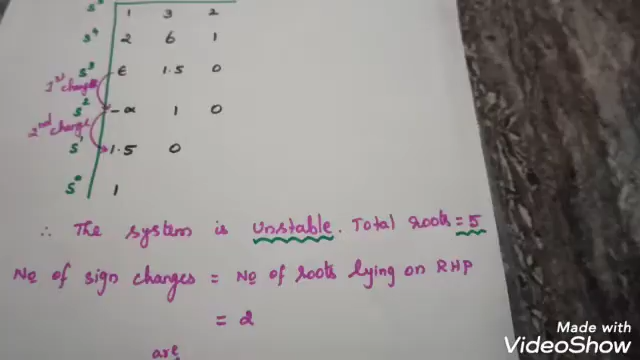 s⁵ 1 3 2
s⁴ 2 6 1
s³ ϵ 1.5 0
1st change
s² -∞ 1 0
2nd change
s¹ 1.5 0
s⁰ 1
∴ The system is Unstable. Total roots = 5
No of sign changes = No of roots lying on RHP
= 2
are
Made with
VideoShow